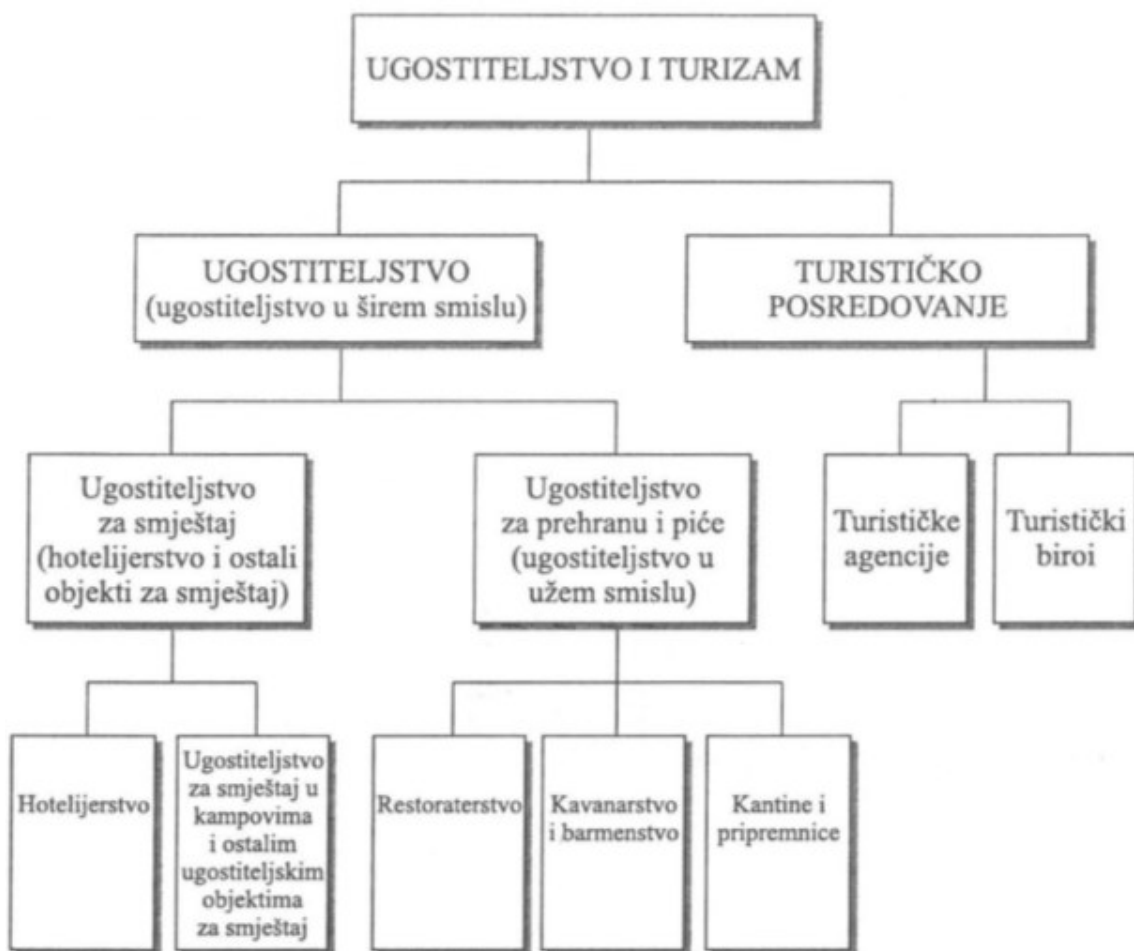 UGOSTITELJSTVO I TURIZAM
UGOSTITELJSTVO
(ugostiteljstvo u širem smislu)
TURISTIČKO
POSREDOVANJE
Ugostiteljstvo
za smještaj
(hotelijerstvo i ostali
objekti za smještaj)
Ugostiteljstvo
za prehranu i piće
(ugostiteljstvo u
užem smislu)
Turističke
agencije
Turistički
biroi
Hotelijerstvo
Ugostiteljstvo
za smještaj u
kampovima
i ostalim
ugostiteljskim
objektima
za smještaj
Restoraterstvo
Kavanarstvo
i barmenstvo
Kantine i
pripremnice